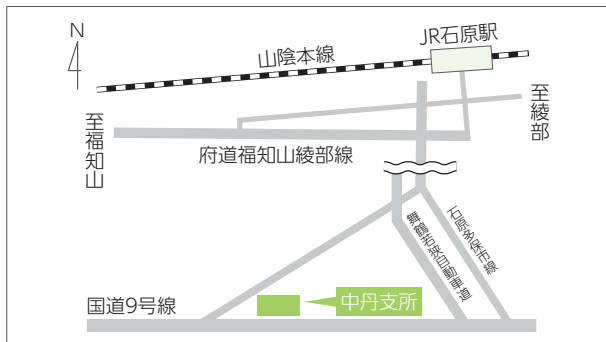 N
JR石原駅
山陰本線
至綾部
至福知山
府道福知山綾部線
舞鶴若狭自動車道
石原多保市線
中丹支所
国道9号線